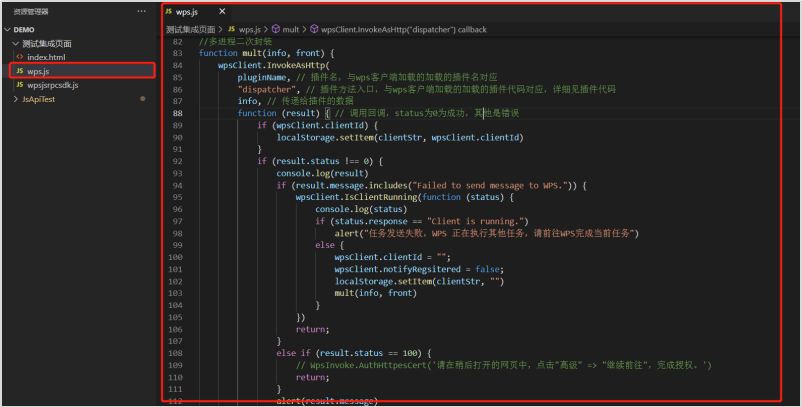 资源管理器 ···
JS wps.js ×
DEMO
测试集成页面 > JS wps.js > mult > wpsClient.InvokeAsHttp("dispatcher") callback
测试集成页面
<> index.html
JS wps.js
JS wpsjsrpcsdk.js
JsApiTest
82 //多进程二次封装
83 function mult(info, front) {
84 wpsClient.InvokeAsHttp(
85 pluginName, // 插件名，与wps客户端加载的加载的插件名对应
86 "dispatcher", // 插件方法入口，与wps客户端加载的加载的插件代码对应，详细见插件代码
87 info, // 传递给插件的数据
88 function (result) { // 调用回调，status为0为成功，其他是错误
89 if (wpsClient.clientId) {
90 localStorage.setItem(clientStr, wpsClient.clientId)
91 }
92 if (result.status !== 0) {
93 console.log(result)
94 if (result.message.includes("Failed to send message to WPS.")) {
95 wpsClient.IsClientRunning(function (status) {
96 console.log(status)
97 if (status.response == "Client is running.")
98 alert("任务发送失败，WPS 正在执行其他任务，请前往WPS完成当前任务")
99 else {
100 wpsClient.clientId = "";
101 wpsClient.notifyRegsitered = false;
102 localStorage.setItem(clientStr, "")
103 mult(info, front)
104 }
105 })
106 return;
107 }
108 else if (result.status == 100) {
109 // WpsInvoke.AuthHttpesCert('请在稍后打开的网页中，点击"高级" => "继续前往"，完成授权。')
110 return;
111 }
112 alert(result.message)